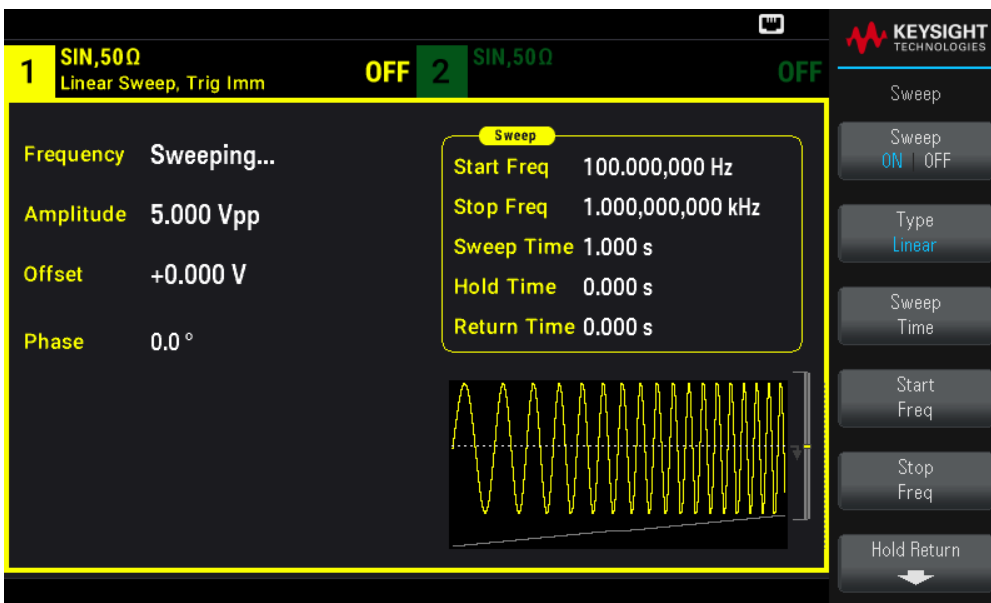 1
SIN,50Ω
Linear Sweep, Trig Imm
OFF
2
SIN,50Ω
OFF
Frequency Sweeping...
Amplitude 5.000 Vpp
Offset +0.000 V
Phase 0.0 °
Sweep
Start Freq 100.000,000 Hz
Stop Freq 1.000,000,000 kHz
Sweep Time 1.000 s
Hold Time 0.000 s
Return Time 0.000 s
KEYSIGHT
TECHNOLOGIES
Sweep
Sweep
ON | OFF
Type
Linear
Sweep
Time
Start
Freq
Stop
Freq
Hold Return